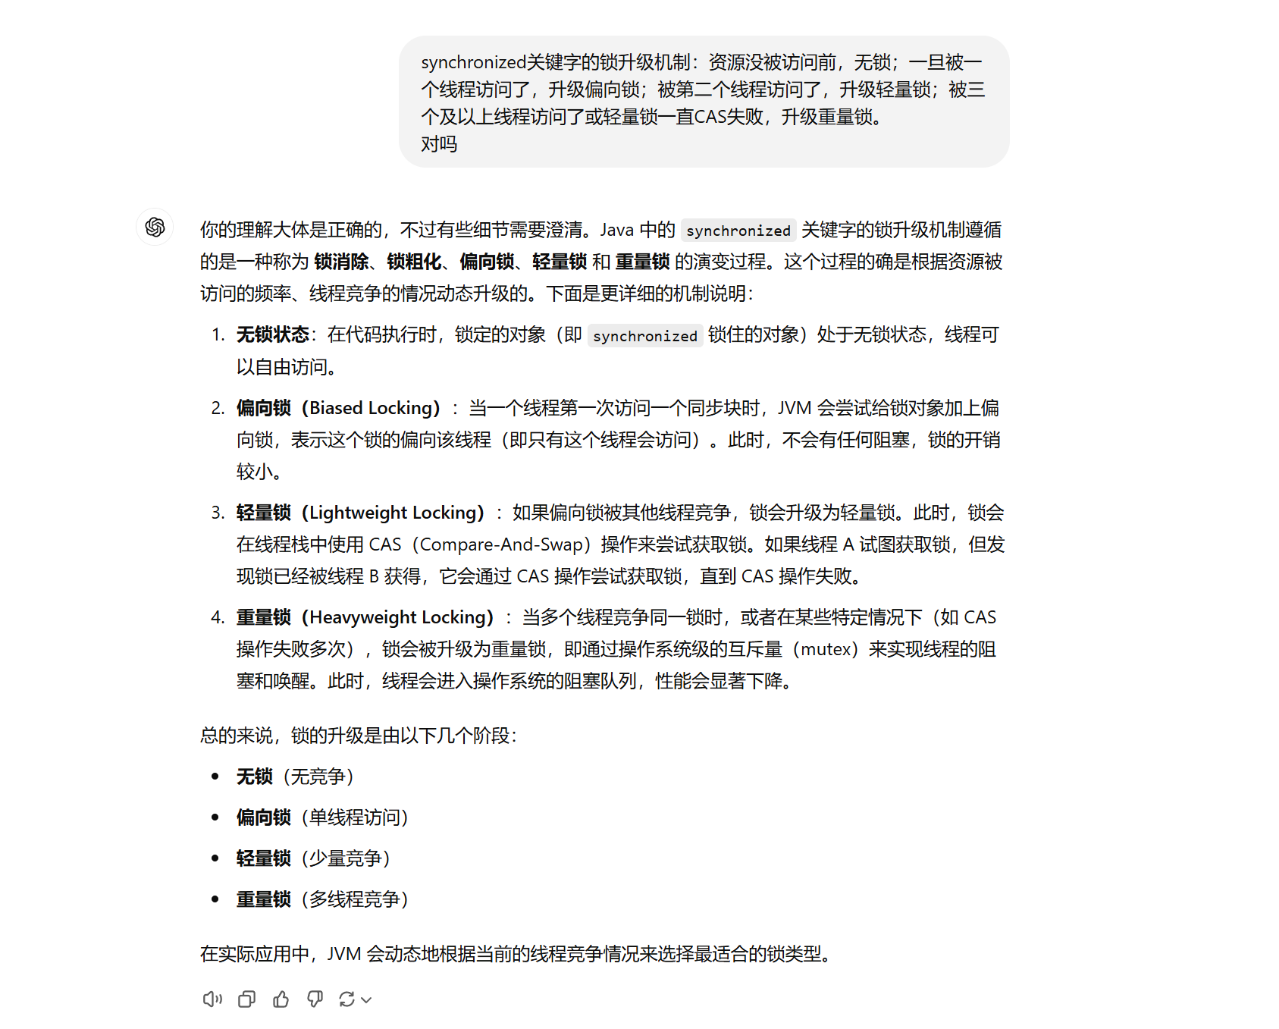 synchronized关键字的锁升级机制：资源没被访问前，无锁；一旦被一
个线程访问了，升级偏向锁；被第二个线程访问了，升级轻量锁；被三
个及以上线程访问了或轻量锁一直CAS失败，升级重量锁。
对吗
你的理解大体是正确的，不过有些细节需要澄清。Java 中的 synchronized 关键字的锁升级机制遵循
的是一种称为 锁消除、锁粗化、偏向锁、轻量锁 和 重量锁 的演变过程。这个过程的确是根据资源被
访问的频率、线程竞争的情况动态升级的。下面是更详细的机制说明：
1. 无锁状态：在代码执行时，锁定的对象（即 synchronized 锁住的对象）处于无锁状态，线程可
以自由访问。
2. 偏向锁（Biased Locking）：当一个线程第一次访问一个同步块时，JVM 会尝试给锁对象加上偏
向锁，表示这个锁的偏向该线程（即只有这个线程会访问）。此时，不会有任何阻塞，锁的开销
较小。
3. 轻量锁（Lightweight Locking）：如果偏向锁被其他线程竞争，锁会升级为轻量锁。此时，锁会
在线程栈中使用 CAS（Compare-And-Swap）操作来尝试获取锁。如果线程 A 试图获取锁，但发
现锁已经被线程 B 获得，它会通过 CAS 操作尝试获取锁，直到 CAS 操作失败。
4. 重量锁（Heavyweight Locking）：当多个线程竞争同一锁时，或者在某些特定情况下（如 CAS
操作失败多次），锁会被升级为重量锁，即通过操作系统级的互斥量（mutex）来实现线程的阻
塞和唤醒。此时，线程会进入操作系统的阻塞队列，性能会显著下降。
总的来说，锁的升级是由以下几个阶段：
• 无锁（无竞争）
• 偏向锁（单线程访问）
• 轻量锁（少量竞争）
• 重量锁（多线程竞争）
在实际应用中，JVM 会动态地根据当前的线程竞争情况来选择最适合的锁类型。